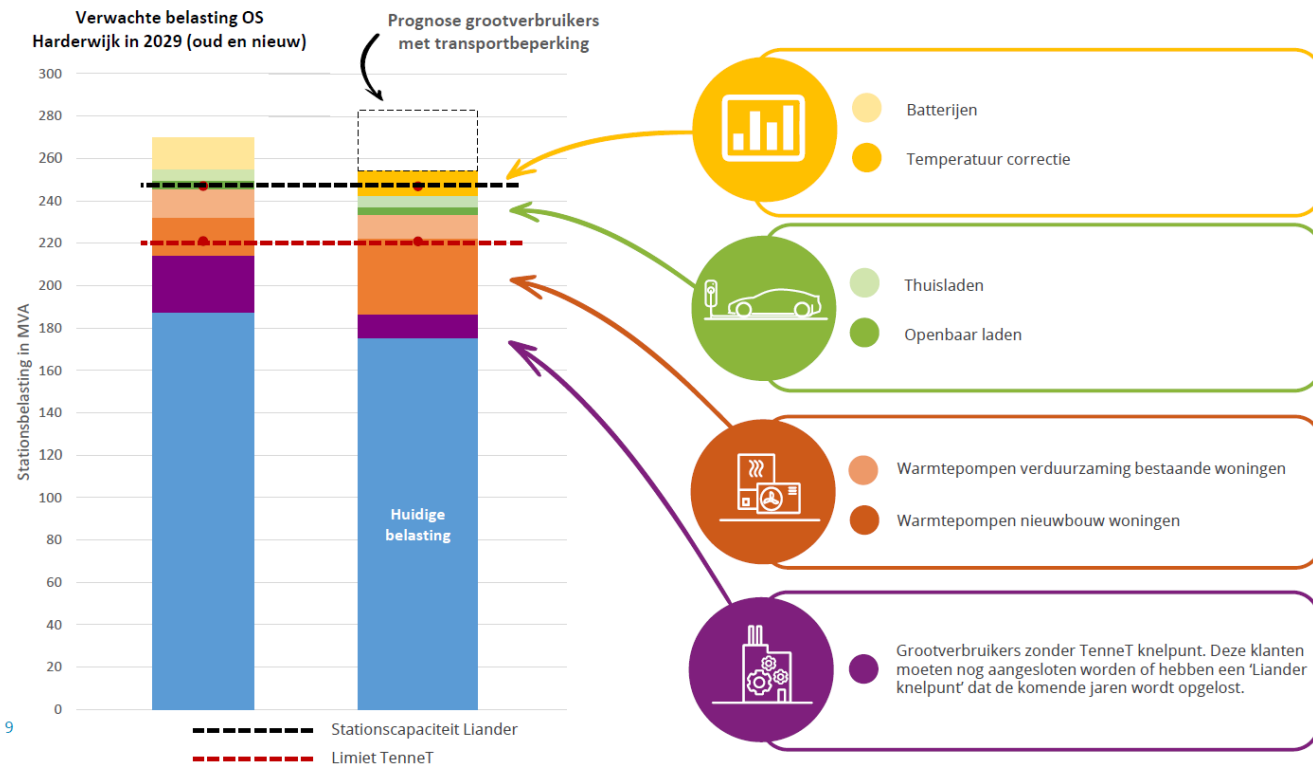 Verwachte belasting OS
Harderwijk in 2029 (oud en nieuw)
Prognose grootverbruikers
met transportbeperking
Stationsbelasting in MVA
300
280
260
240
220
200
180
160
140
120
100
80
60
40
20
0
Huidige
belasting
Stationscapaciteit Liander
Limiet TenneT
Batterijen
Temperatuur correctie
Thuisladen
Openbaar laden
Warmtepompen verduurzaming bestaande woningen
Warmtepompen nieuwbouw woningen
Grootverbruikers zonder TenneT knelpunt. Deze klanten
moeten nog aangesloten worden of hebben een ‘Liander
knelpunt’ dat de komende jaren wordt opgelost.
9